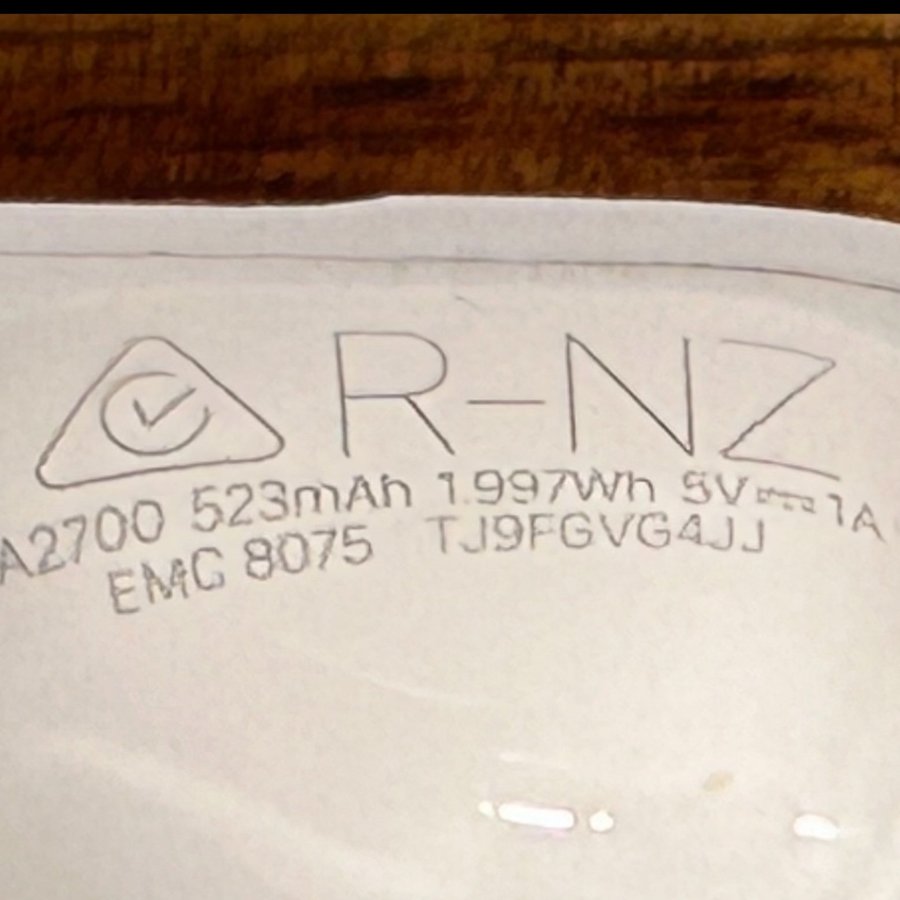 R-NZ
A2700 523mAh 1.997Wh 5V⎓1A
EMC 8075 TJ9FGVG4JJ